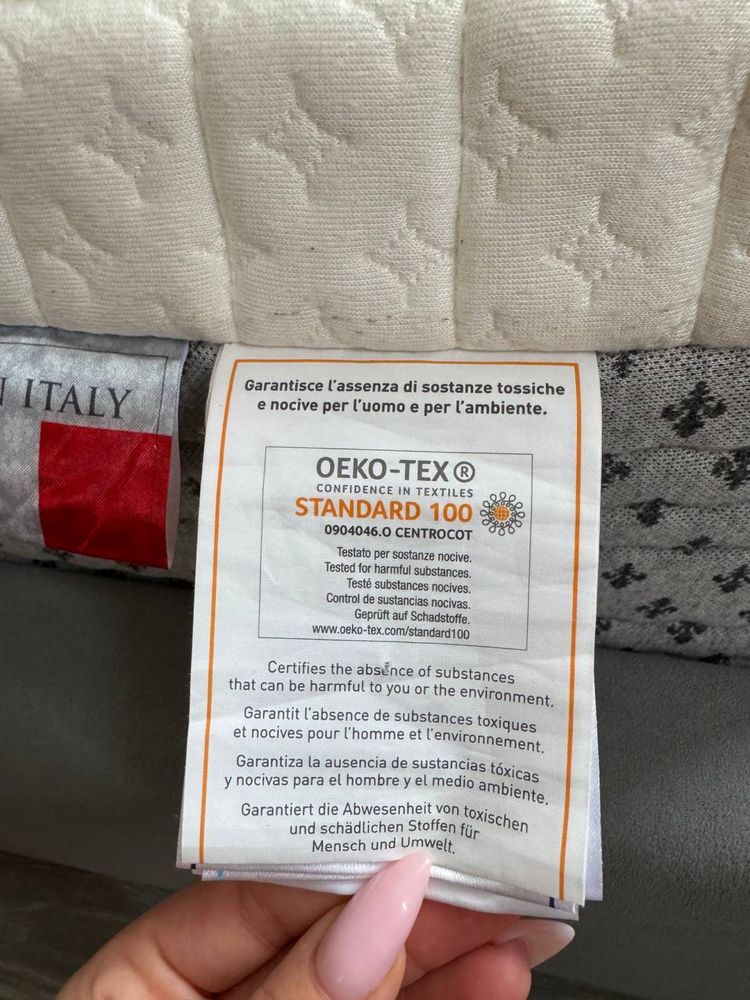 ITALY
Garantisce l'assenza di sostanze tossiche
e nocive per l'uomo e per l'ambiente.
OEKO-TEX®
CONFIDENCE IN TEXTILES
STANDARD 100
0904046.O CENTROCOT
Testato per sostanze nocive.
Tested for harmful substances.
Testé substances nocives.
Control de sustancias nocivas.
Geprüft auf Schadstoffe.
www.oeko-tex.com/standard100
Certifies the absence of substances
that can be harmful to you or the environment.
Garantit l'absence de substances toxiques
et nocives pour l'homme et l'environnement.
Garantiza la ausencia de sustancias tóxicas
y nocivas para el hombre y el medio ambiente.
Garantiert die Abwesenheit von toxischen
und schädlichen Stoffen für
Mensch und Umwelt.